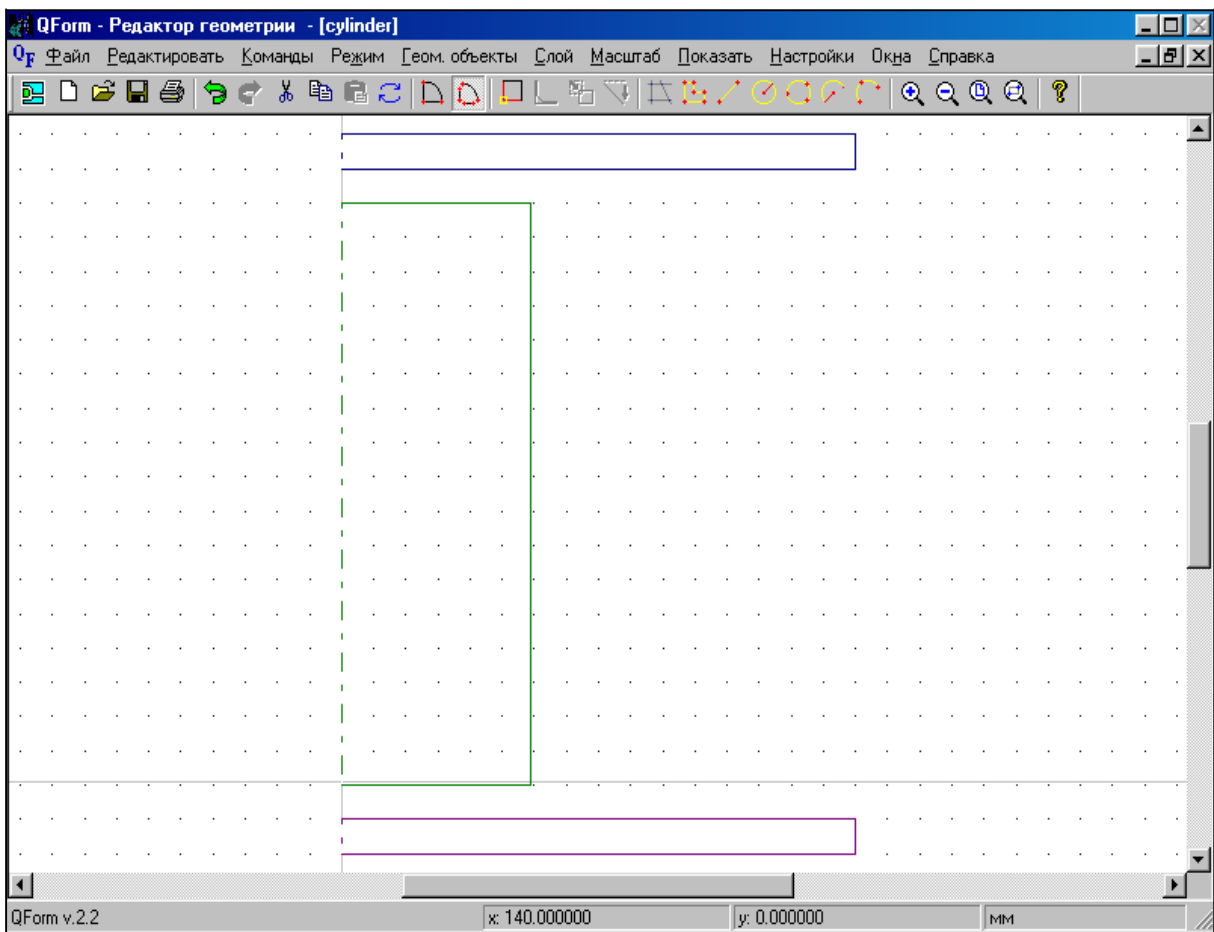 QForm - Редактор геометрии - [cylinder]
QF Файл Редактировать Команды Режим Геом. объекты Слой Масштаб Показать Настройки Окна Справка
QForm v.2.2 x: 140.000000 y: 0.000000 мм